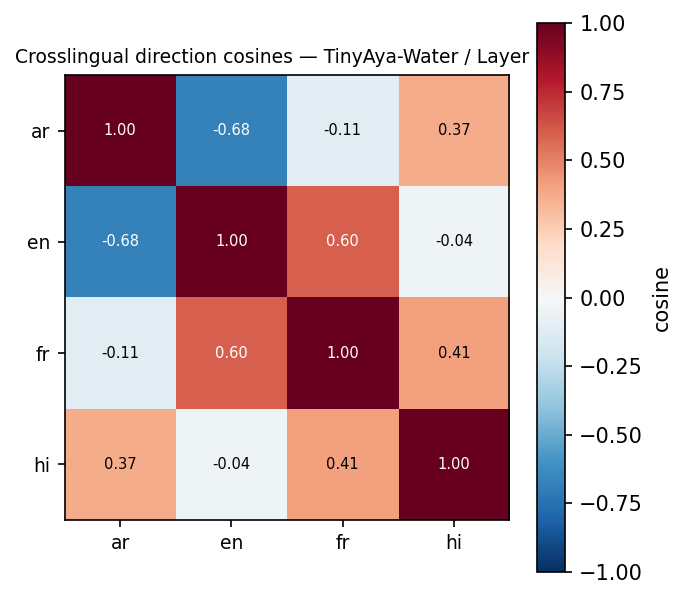 Crosslingual direction cosines — TinyAya-Water / Layer
ar 1.00 -0.68 -0.11 0.37
en -0.68 1.00 0.60 -0.04
fr -0.11 0.60 1.00 0.41
hi 0.37 -0.04 0.41 1.00
ar en fr hi
1.00
0.75
0.50
0.25
0.00
−0.25
−0.50
−0.75
−1.00
cosine